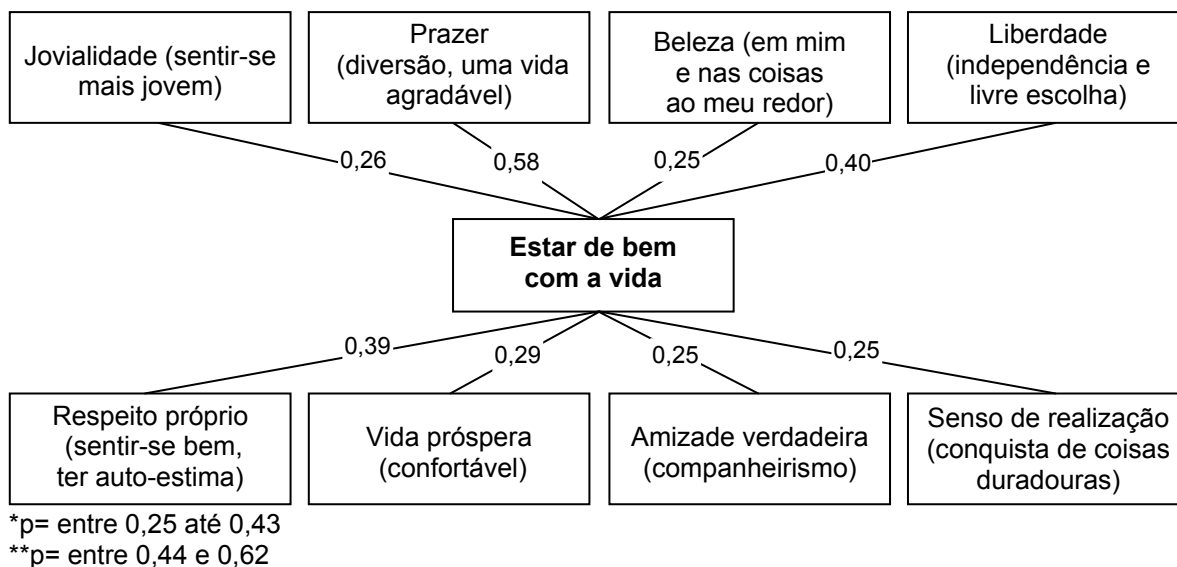 Jovialidade (sentir-se
mais jovem)
Prazer
(diversão, uma vida
agradável)
Beleza (em mim
e nas coisas
ao meu redor)
Liberdade
(independência e
livre escolha)
0,26
0,58
0,25
0,40
Estar de bem
com a vida
0,39
0,29
0,25
0,25
Respeito próprio
(sentir-se bem,
ter auto-estima)
Vida próspera
(confortável)
Amizade verdadeira
(companheirismo)
Senso de realização
(conquista de coisas
duradouras)
*p= entre 0,25 até 0,43
**p= entre 0,44 e 0,62